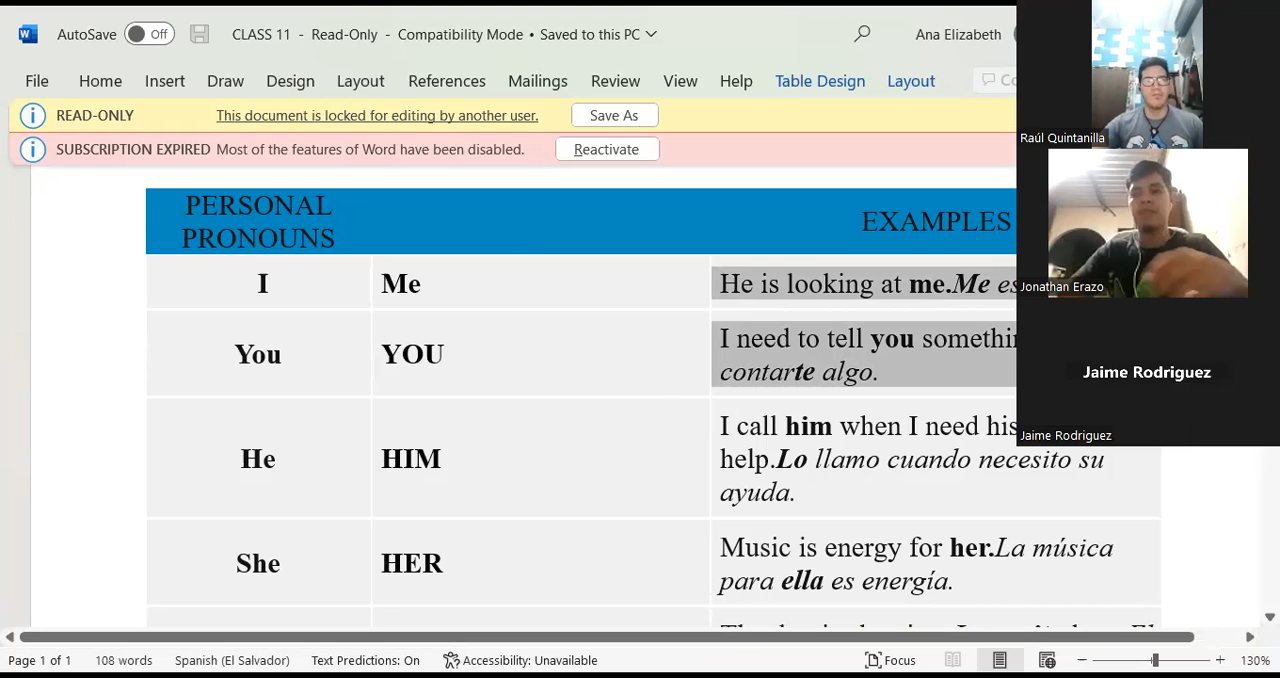 AutoSave Off CLASS 11 - Read-Only - Compatibility Mode • Saved to this PC Ana Elizabeth
File Home Insert Draw Design Layout References Mailings Review View Help Table Design Layout
READ-ONLY This document is locked for editing by another user. Save As
SUBSCRIPTION EXPIRED Most of the features of Word have been disabled. Reactivate
PERSONAL
PRONOUNS
EXAMPLES
I Me He is looking at me.Me
You YOU I need to tell you
contarte algo.
He HIM I call him when I need his
help.Lo llamo cuando necesito su
ayuda.
She HER Music is energy for her.La música
para ella es energía.
Raúl Quintanilla
Jonathan Erazo
Jaime Rodriguez
Jaime Rodriguez
Page 1 of 1 108 words Spanish (El Salvador) Text Predictions: On Accessibility: Unavailable Focus 130%